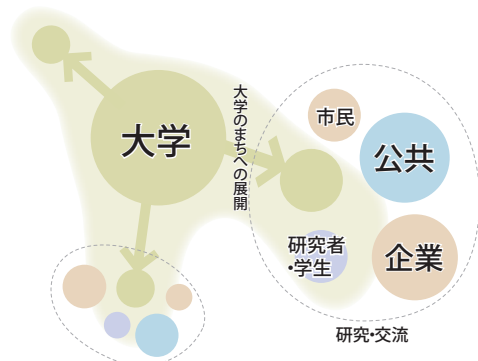 大学
大学のまちへの展開
市民
公共
研究者
・学生
企業
研究・交流